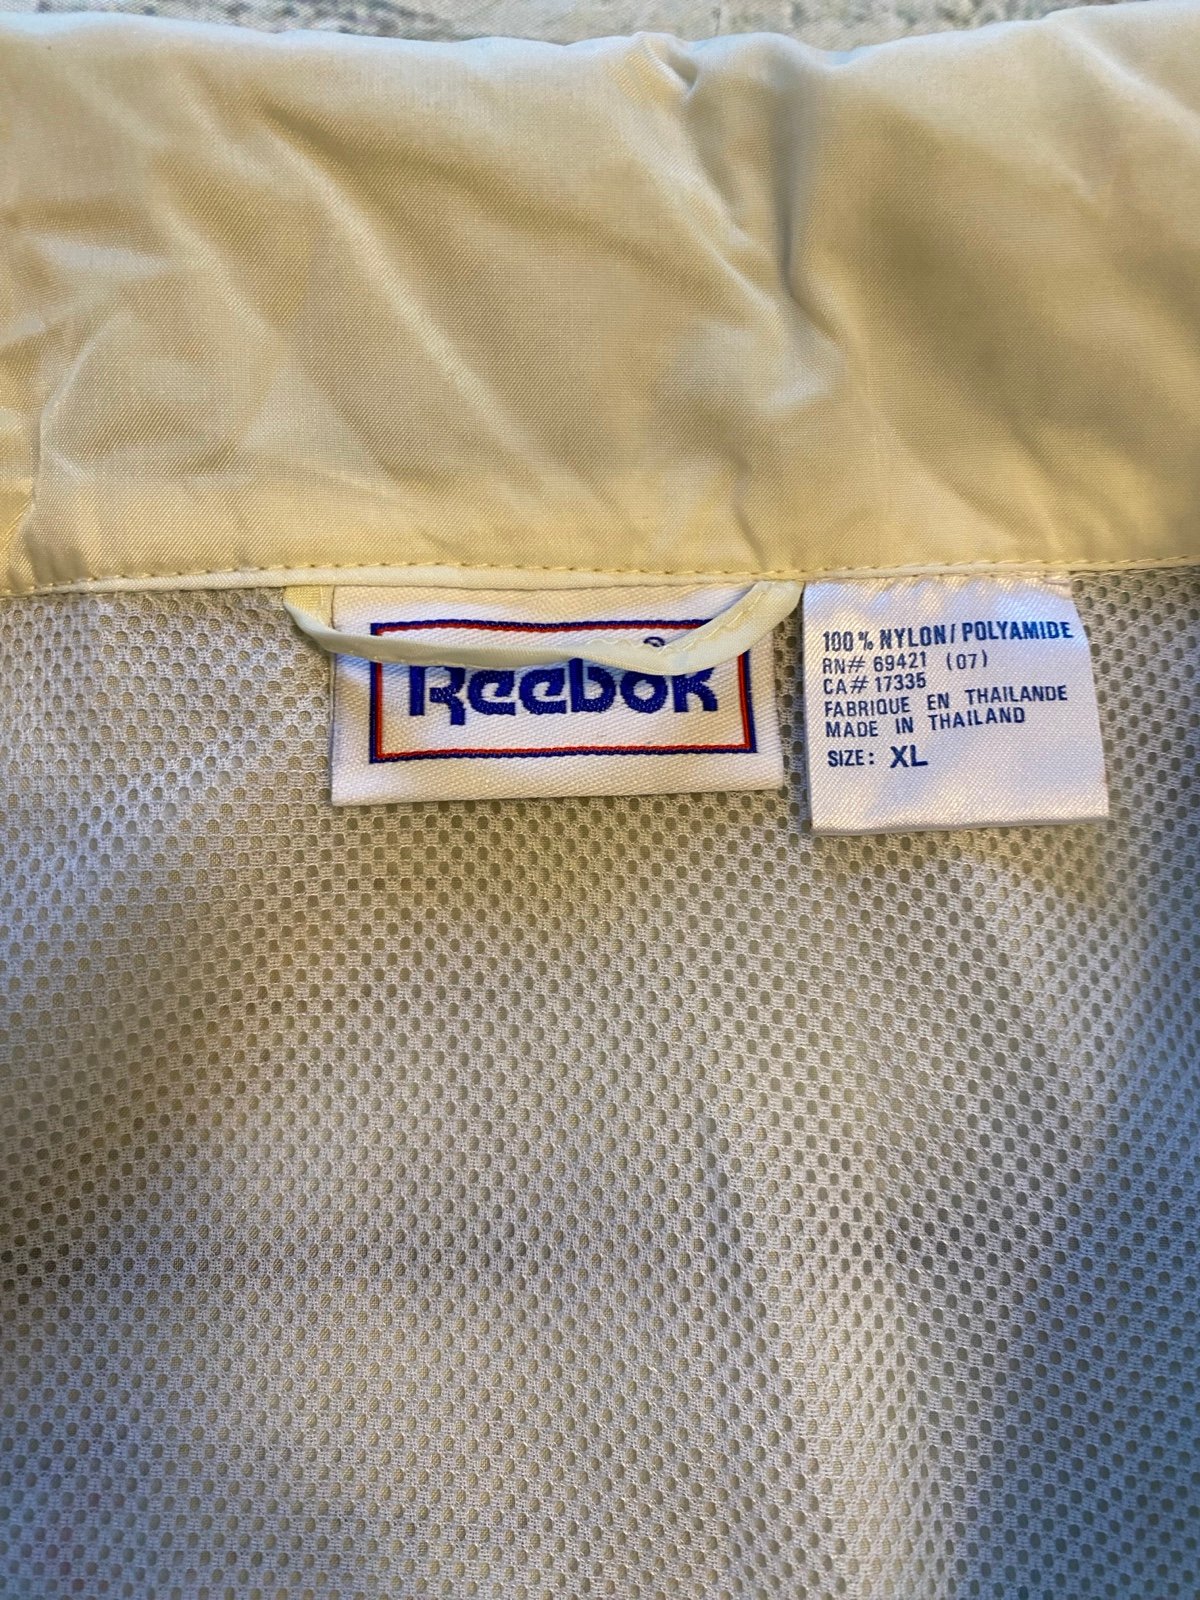 Reebok
®
100% NYLON/POLYAMIDE
RN# 69421 (07)
CA# 17335
FABRIQUE EN THAILANDE
MADE IN THAILAND
SIZE: XL